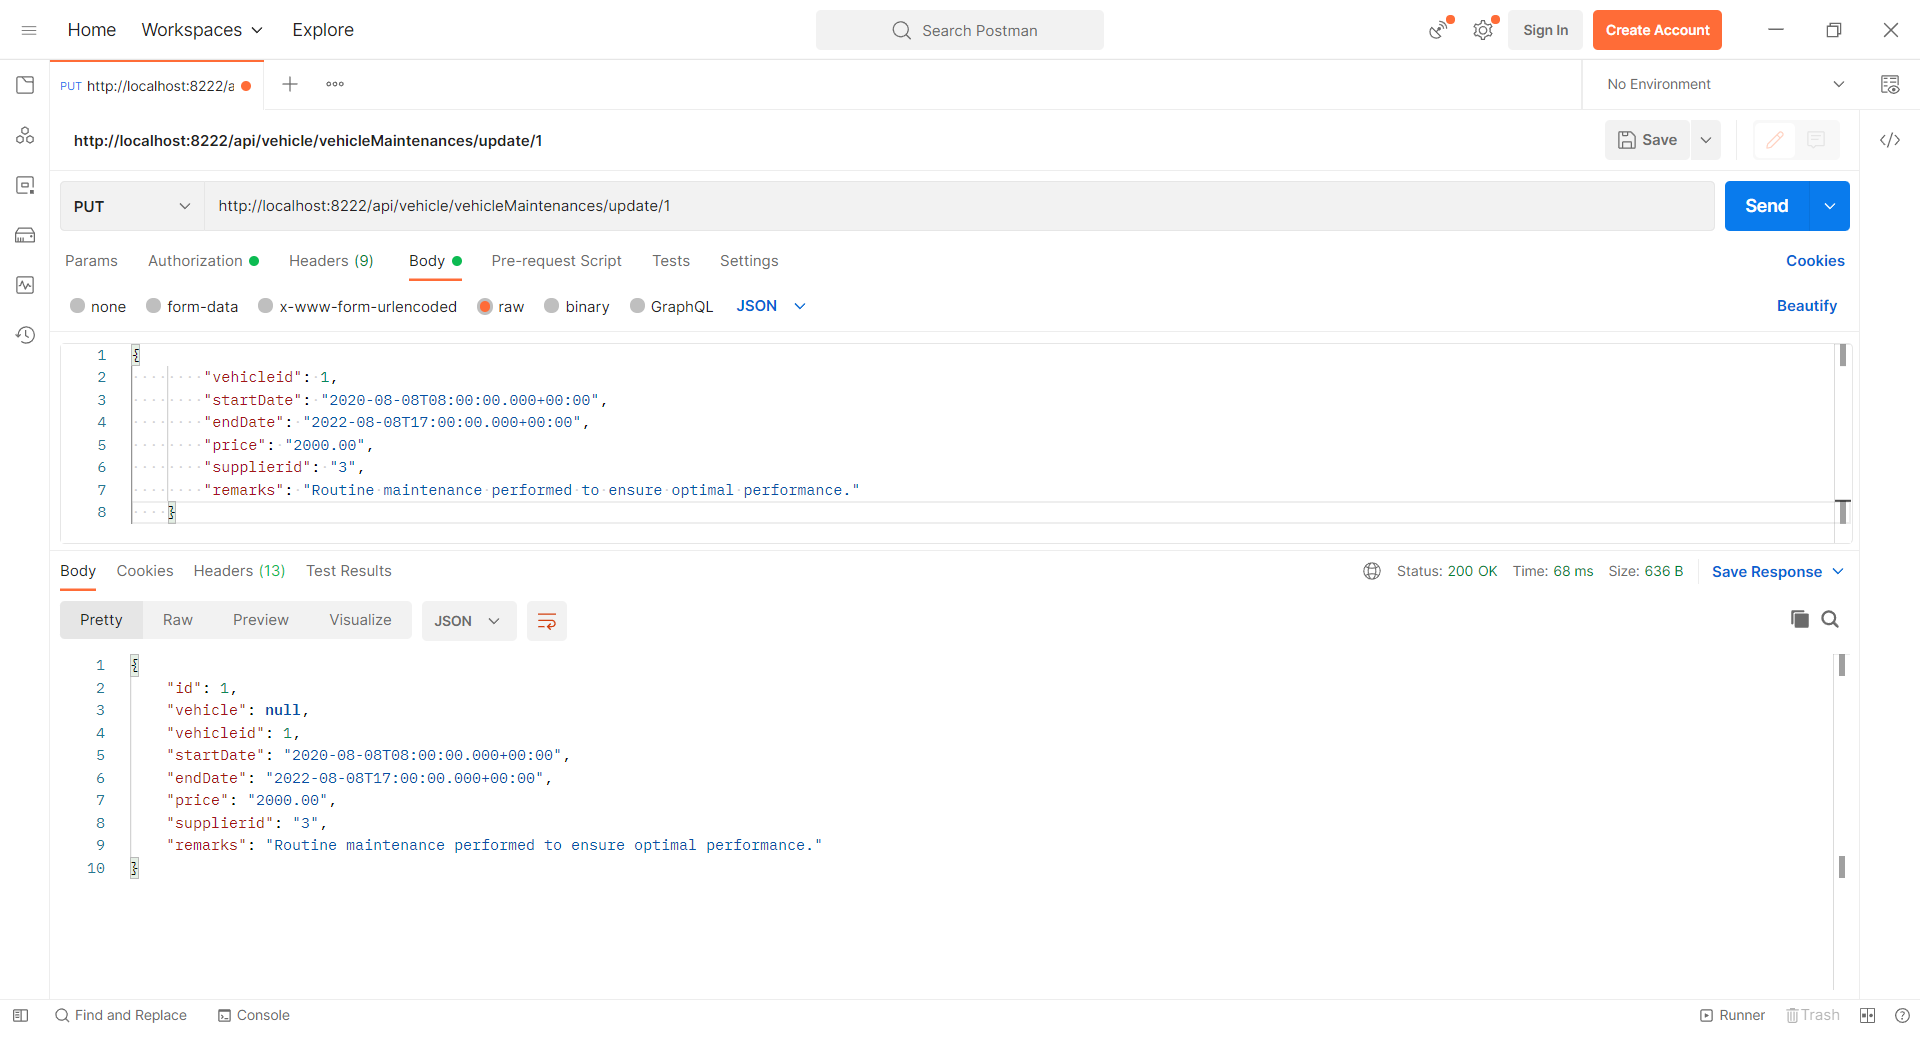 Home Workspaces Explore Search Postman Sign In Create Account
PUT http://localhost:8222/a No Environment
http://localhost:8222/api/vehicle/vehicleMaintenances/update/1 Save
PUT http://localhost:8222/api/vehicle/vehicleMaintenances/update/1 Send
Params Authorization Headers (9) Body Pre-request Script Tests Settings Cookies
none form-data x-www-form-urlencoded raw binary GraphQL JSON Beautify
1 {
2 "vehicleid": 1,
3 "startDate": "2020-08-08T08:00:00.000+00:00",
4 "endDate": "2022-08-08T17:00:00.000+00:00",
5 "price": "2000.00",
6 "supplierid": "3",
7 "remarks": "Routine maintenance performed to ensure optimal performance."
8 }
Body Cookies Headers (13) Test Results Status: 200 OK Time: 68 ms Size: 636 B Save Response
Pretty Raw Preview Visualize JSON
1 {
2 "id": 1,
3 "vehicle": null,
4 "vehicleid": 1,
5 "startDate": "2020-08-08T08:00:00.000+00:00",
6 "endDate": "2022-08-08T17:00:00.000+00:00",
7 "price": "2000.00",
8 "supplierid": "3",
9 "remarks": "Routine maintenance performed to ensure optimal performance."
10 }
Find and Replace Console Runner Trash